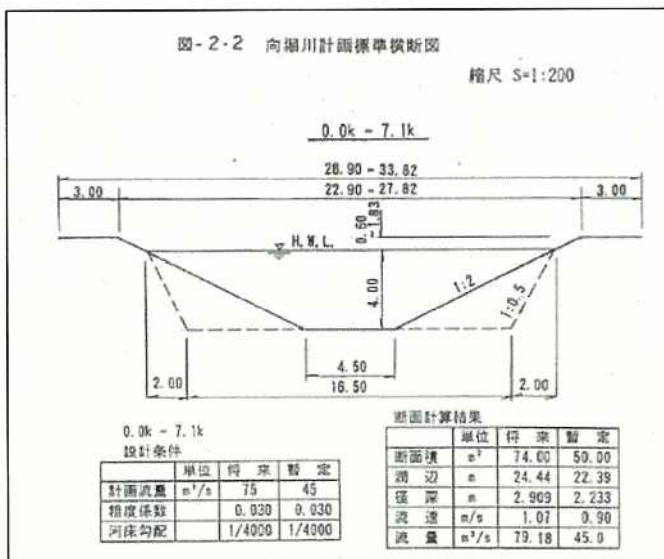 図-2・2 向堀川計画標準横断図
縮尺 S=1:200
0.0k - 7.1k
28.90 - 33.82
3.00 22.90 - 27.82 3.00
0.60
- 1.83
H.W.L.
4.00
1:2
1:0.5
4.50
2.00 16.50 2.00
0.0k - 7.1k
設計条件
単位 将来 暫定
計画流量 m³/s 75 45
粗度係数 0.030 0.030
河床勾配 1/4000 1/4000
断面計算結果
単位 将来 暫定
断面積 m² 74.00 50.00
潤辺 m 24.44 22.39
径深 m 2.909 2.233
流速 m/s 1.07 0.90
流量 m³/s 79.18 45.0